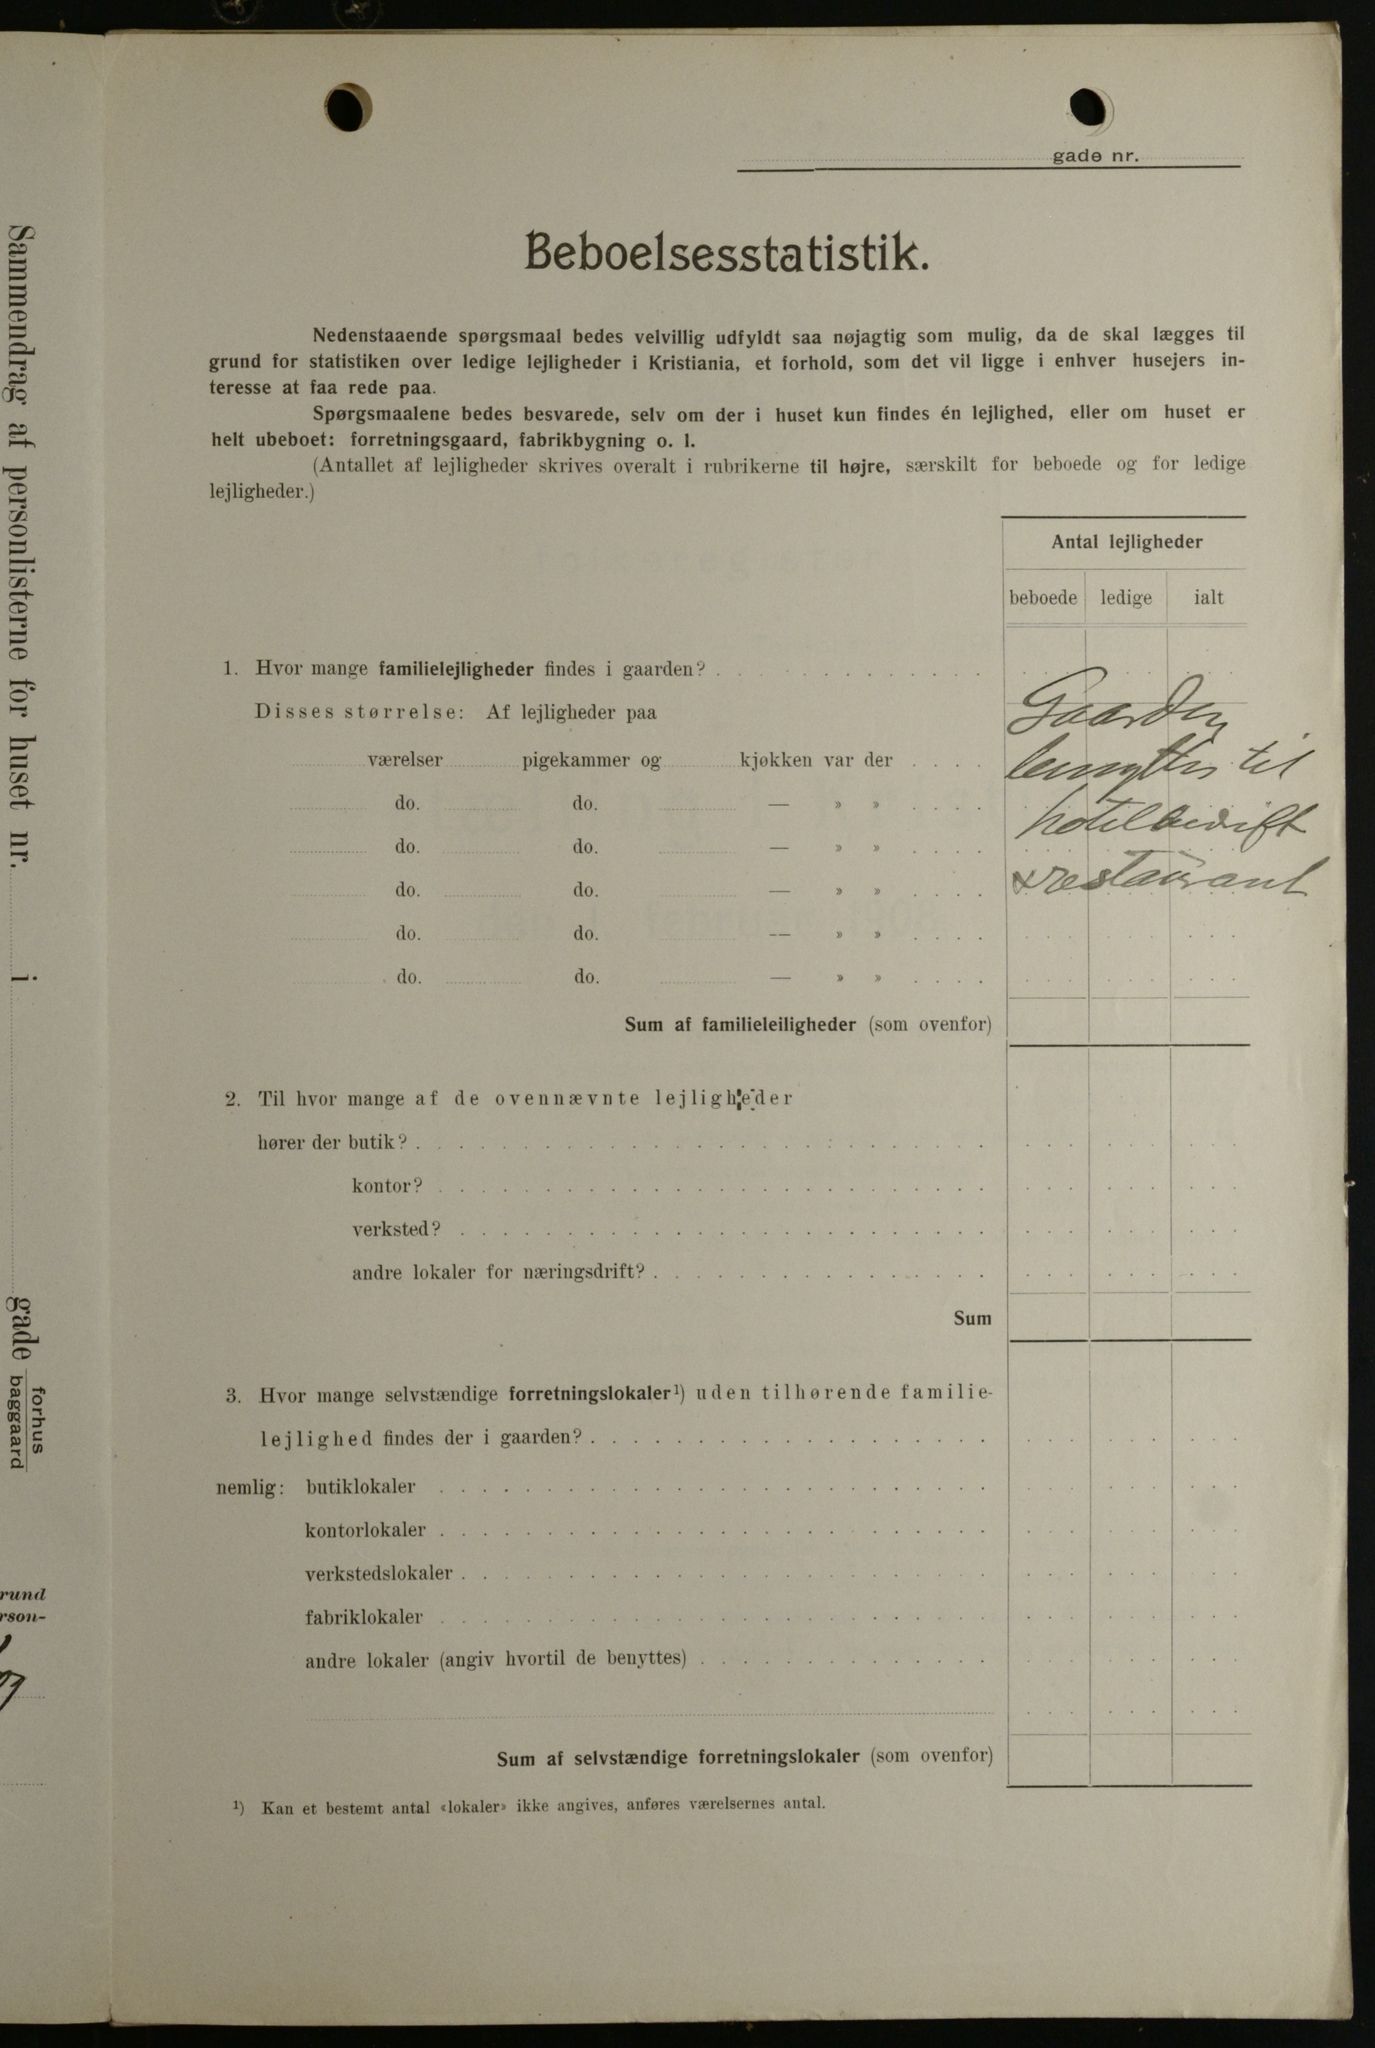 gade nr.
Beboelsesstatistik.
Nedenstaaende spørgsmaal bedes velvillig udfyldt saa nøjagtig som mulig, da de skal lægges til
grund for statistiken over ledige lejligheder i Kristiania, et forhold, som det vil ligge i enhver husejers in-
teresse at faa rede paa.
Spørgsmaalene bedes besvarede, selv om der i huset kun findes én lejlighed, eller om huset er
helt ubeboet: forretningsgaard, fabrikbygning o. l.
(Antallet af lejligheder skrives overalt i rubrikerne til højre, særskilt for beboede og for ledige
lejligheder.)
Antal lejligheder
beboede ledige ialt
1. Hvor mange familielejligheder findes i gaarden?
Disses størrelse: Af lejligheder paa
værelser pigekammer og kjøkken var der
do. do. — » »
do. do. — » »
do. do. — » »
do. do. — » »
do. do. — » »
Gaarden
benyttes til
hotelbedrift
& restaurant
Sum af familieleiligheder (som ovenfor)
2. Til hvor mange af de ovennævnte lejligheder
hører der butik?
kontor?
verksted?
andre lokaler for næringsdrift?
Sum
3. Hvor mange selvstændige forretningslokaler¹) uden tilhørende familie-
lejlighed findes der i gaarden?
nemlig: butiklokaler
kontorlokaler
verkstedslokaler
fabriklokaler
andre lokaler (angiv hvortil de benyttes)
Sum af selvstændige forretningslokaler (som ovenfor)
¹) Kan et bestemt antal «lokaler» ikke angives, anføres værelsernes antal.
Sammendrag af personlisterne for huset nr. i gade forhus
baggaard
rund
rson-